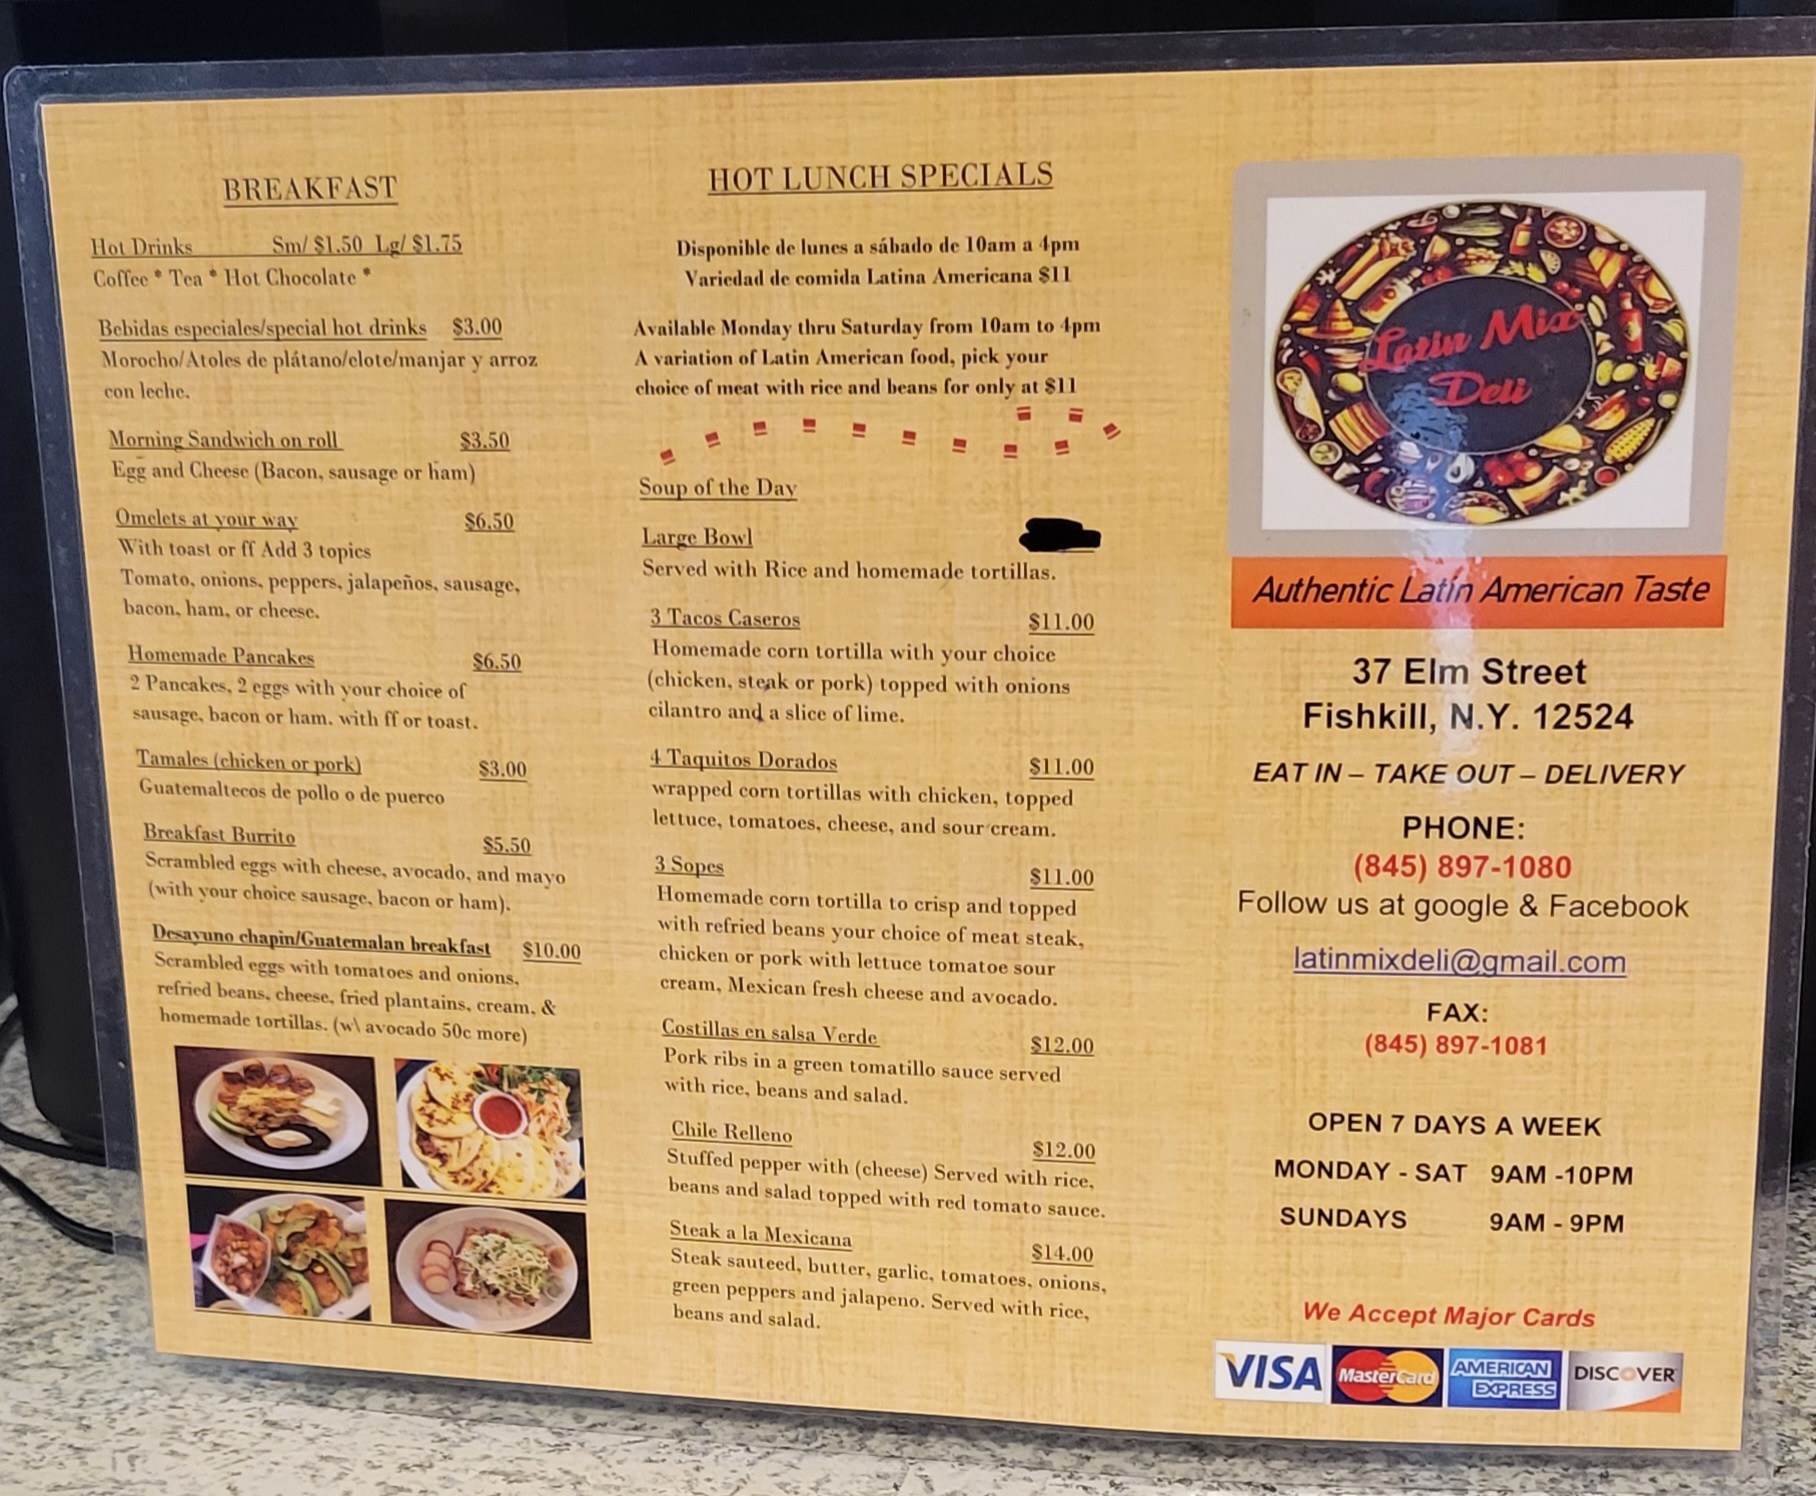 BREAKFAST
Hot Drinks Sm/ $1.50 Lg/ $1.75
Coffee * Tea * Hot Chocolate *
Bebidas especiales/special hot drinks $3.00
Morocho/Atoles de plátano/elote/manjar y arroz
con leche.
Morning Sandwich on roll $3.50
Egg and Cheese (Bacon, sausage or ham)
Omelets at your way $6.50
With toast or ff Add 3 topics
Tomato, onions, peppers, jalapeños, sausage,
bacon, ham, or cheese.
Homemade Pancakes $6.50
2 Pancakes, 2 eggs with your choice of
sausage, bacon or ham. with ff or toast.
Tamales (chicken or pork) $3.00
Guatemaltecos de pollo o de puerco
Breakfast Burrito $5.50
Scrambled eggs with cheese, avocado, and mayo
(with your choice sausage, bacon or ham).
Desayuno chapin/Guatemalan breakfast $10.00
Scrambled eggs with tomatoes and onions,
refried beans, cheese, fried plantains, cream, &
homemade tortillas. (w\ avocado 50c more)
HOT LUNCH SPECIALS
Disponible de lunes a sábado de 10am a 4pm
Variedad de comida Latina Americana $11
Available Monday thru Saturday from 10am to 4pm
A variation of Latin American food, pick your
choice of meat with rice and beans for only at $11
Soup of the Day
Large Bowl
Served with Rice and homemade tortillas.
3 Tacos Caseros $11.00
Homemade corn tortilla with your choice
(chicken, steak or pork) topped with onions
cilantro and a slice of lime.
4 Taquitos Dorados $11.00
wrapped corn tortillas with chicken, topped
lettuce, tomatoes, cheese, and sour cream.
3 Sopes $11.00
Homemade corn tortilla to crisp and topped
with refried beans your choice of meat steak,
chicken or pork with lettuce tomatoe sour
cream, Mexican fresh cheese and avocado.
Costillas en salsa Verde $12.00
Pork ribs in a green tomatillo sauce served
with rice, beans and salad.
Chile Relleno $12.00
Stuffed pepper with (cheese) Served with rice,
beans and salad topped with red tomato sauce.
Steak a la Mexicana $14.00
Steak sauteed, butter, garlic, tomatoes, onions,
green peppers and jalapeno. Served with rice,
beans and salad.
Latin Mix
Deli
Authentic Latin American Taste
37 Elm Street
Fishkill, N.Y. 12524
EAT IN – TAKE OUT – DELIVERY
PHONE:
(845) 897-1080
Follow us at google & Facebook
latinmixdeli@gmail.com
FAX:
(845) 897-1081
OPEN 7 DAYS A WEEK
MONDAY - SAT 9AM -10PM
SUNDAYS 9AM - 9PM
We Accept Major Cards
VISA MasterCard AMERICAN EXPRESS DISCOVER